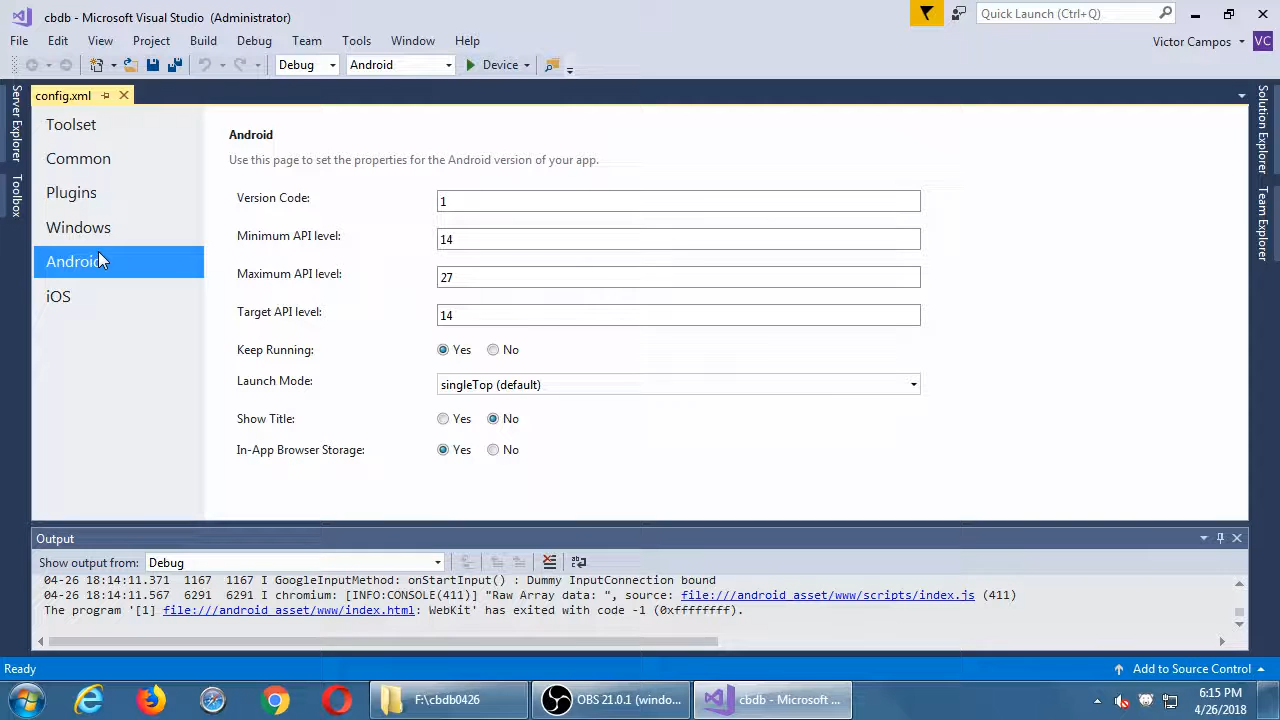 cbdb - Microsoft Visual Studio (Administrator)
Quick Launch (Ctrl+Q)
File Edit View Project Build Debug Team Tools Window Help
Victor Campos VC
Debug Android Device
config.xml
Server Explorer
Toolbox
Solution Explorer
Team Explorer
Toolset
Common
Plugins
Windows
Android
iOS
Android
Use this page to set the properties for the Android version of your app.
Version Code: 1
Minimum API level: 14
Maximum API level: 27
Target API level: 14
Keep Running: Yes No
Launch Mode: singleTop (default)
Show Title: Yes No
In-App Browser Storage: Yes No
Output
Show output from: Debug
04-26 18:14:11.371 1167 1167 I GoogleInputMethod: onStartInput() : Dummy InputConnection bound
04-26 18:14:11.567 6291 6291 I chromium: [INFO:CONSOLE(411)] "Raw Array data: ", source: file:///android_asset/www/scripts/index.js (411)
The program '[1] file:///android_asset/www/index.html: WebKit' has exited with code -1 (0xffffffff).
Ready
Add to Source Control
F:\cbdb0426
OBS 21.0.1 (windo...
cbdb - Microsoft ...
6:15 PM
4/26/2018